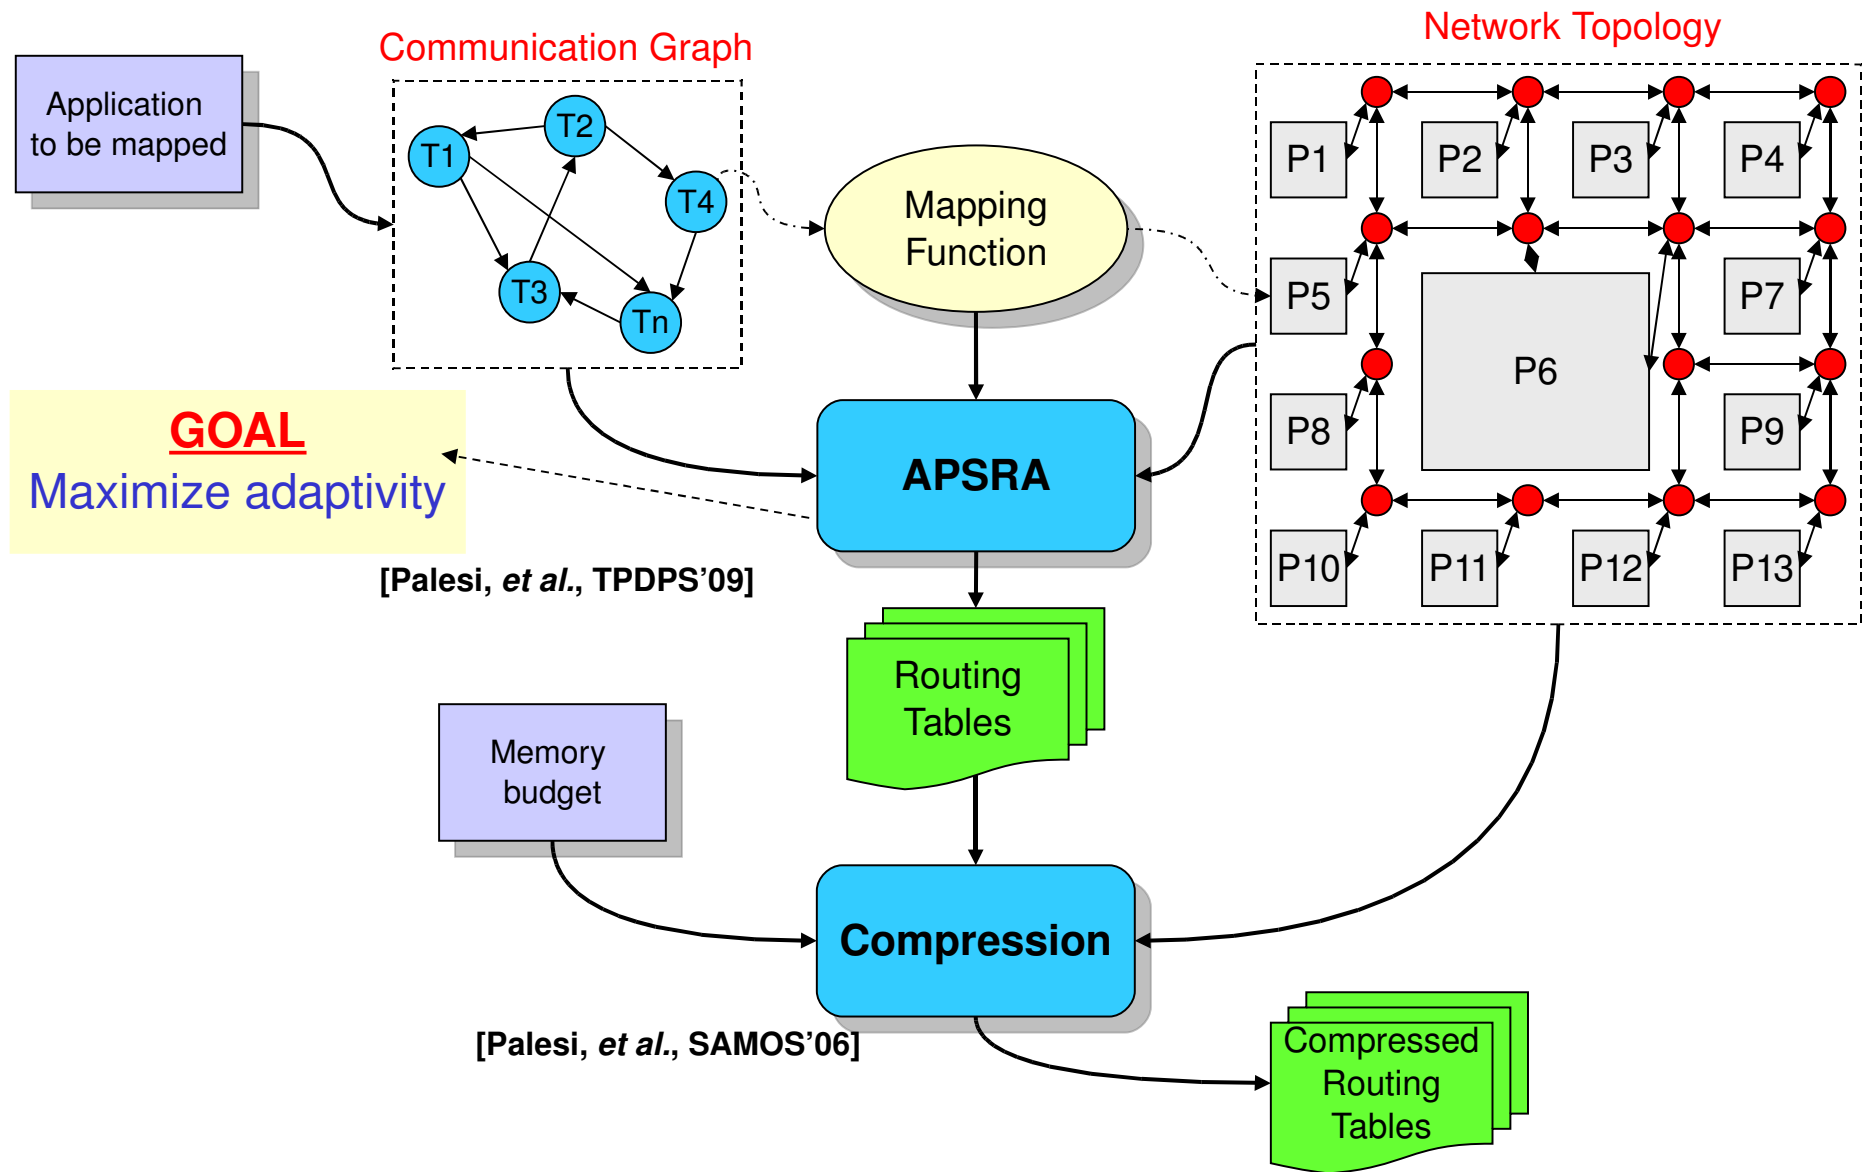 Communication Graph
Network Topology
Application
to be mapped
T1
T2
T3
T4
Tn
Mapping
Function
P1
P2
P3
P4
P5
P6
P7
P8
P9
P10
P11
P12
P13
GOAL
Maximize adaptivity
APSRA
[Palesi, et al., TPDPS’09]
Routing
Tables
Memory
budget
Compression
[Palesi, et al., SAMOS’06]
Compressed
Routing
Tables